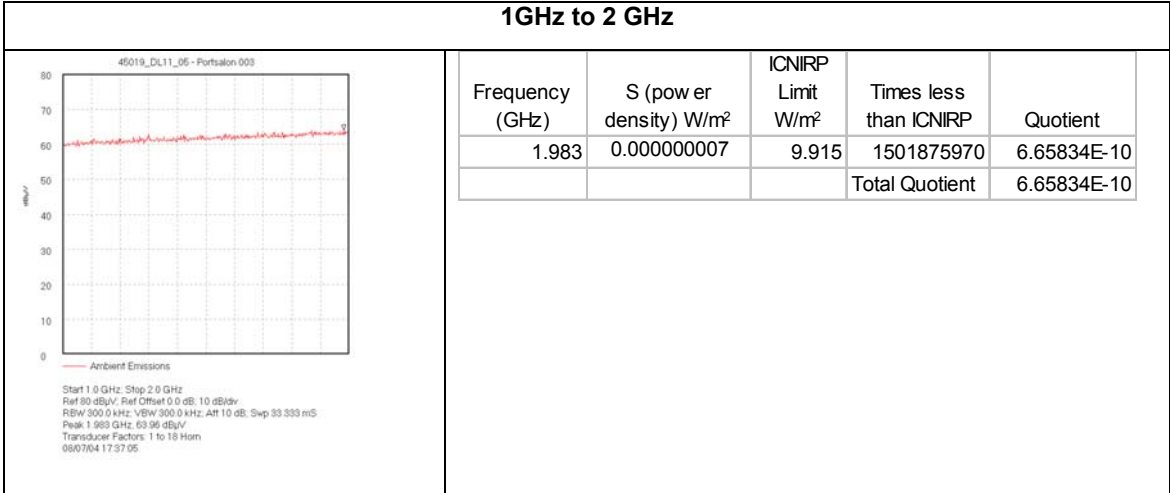 1GHz to 2 GHz
45019_DL11_05 - Portsalon 003
80
70
60
50
40
30
20
10
0
dBµV
Ambient Emissions
Start 1.0 GHz; Stop 2.0 GHz
Ref 80 dBµV; Ref Offset 0.0 dB; 10 dB/div
RBW 300.0 kHz; VBW 300.0 kHz; Att 10 dB; Swp 33.333 mS
Peak 1.983 GHz, 63.96 dBµV
Transducer Factors: 1 to 18 Horn
08/07/04 17:37:05
Frequency (GHz)
S (pow er density) W/m²
ICNIRP Limit W/m²
Times less than ICNIRP
Quotient
1.983 0.000000007 9.915 1501875970 6.65834E-10
Total Quotient 6.65834E-10